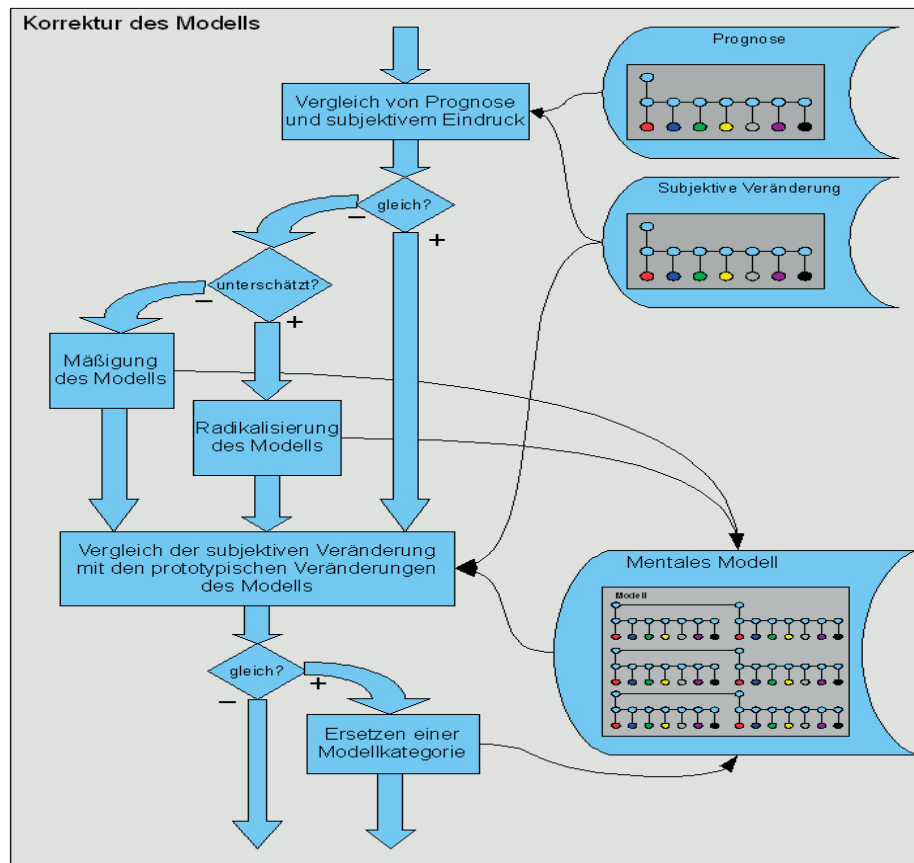 Korrektur des Modells
Prognose
Vergleich von Prognose
und subjektivem Eindruck
Subjektive Veränderung
gleich?
–
+
unterschätzt?
–
+
Mäßigung
des Modells
Radikalisierung
des Modells
Vergleich der subjektiven Veränderung
mit den prototypischen Veränderungen
des Modells
Mentales Modell
Modell
gleich?
–
+
Ersetzen einer
Modellkategorie